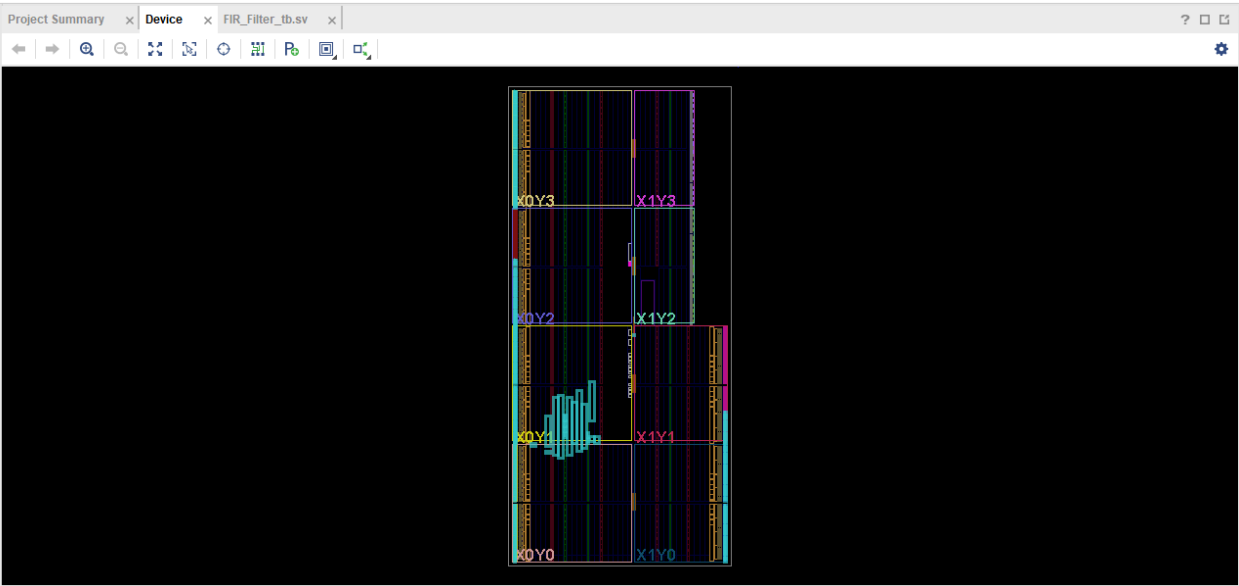 Project Summary × Device × FIR_Filter_tb.sv × ?
X0Y3 X1Y3
X0Y2 X1Y2
X0Y1 X1Y1
X0Y0 X1Y0